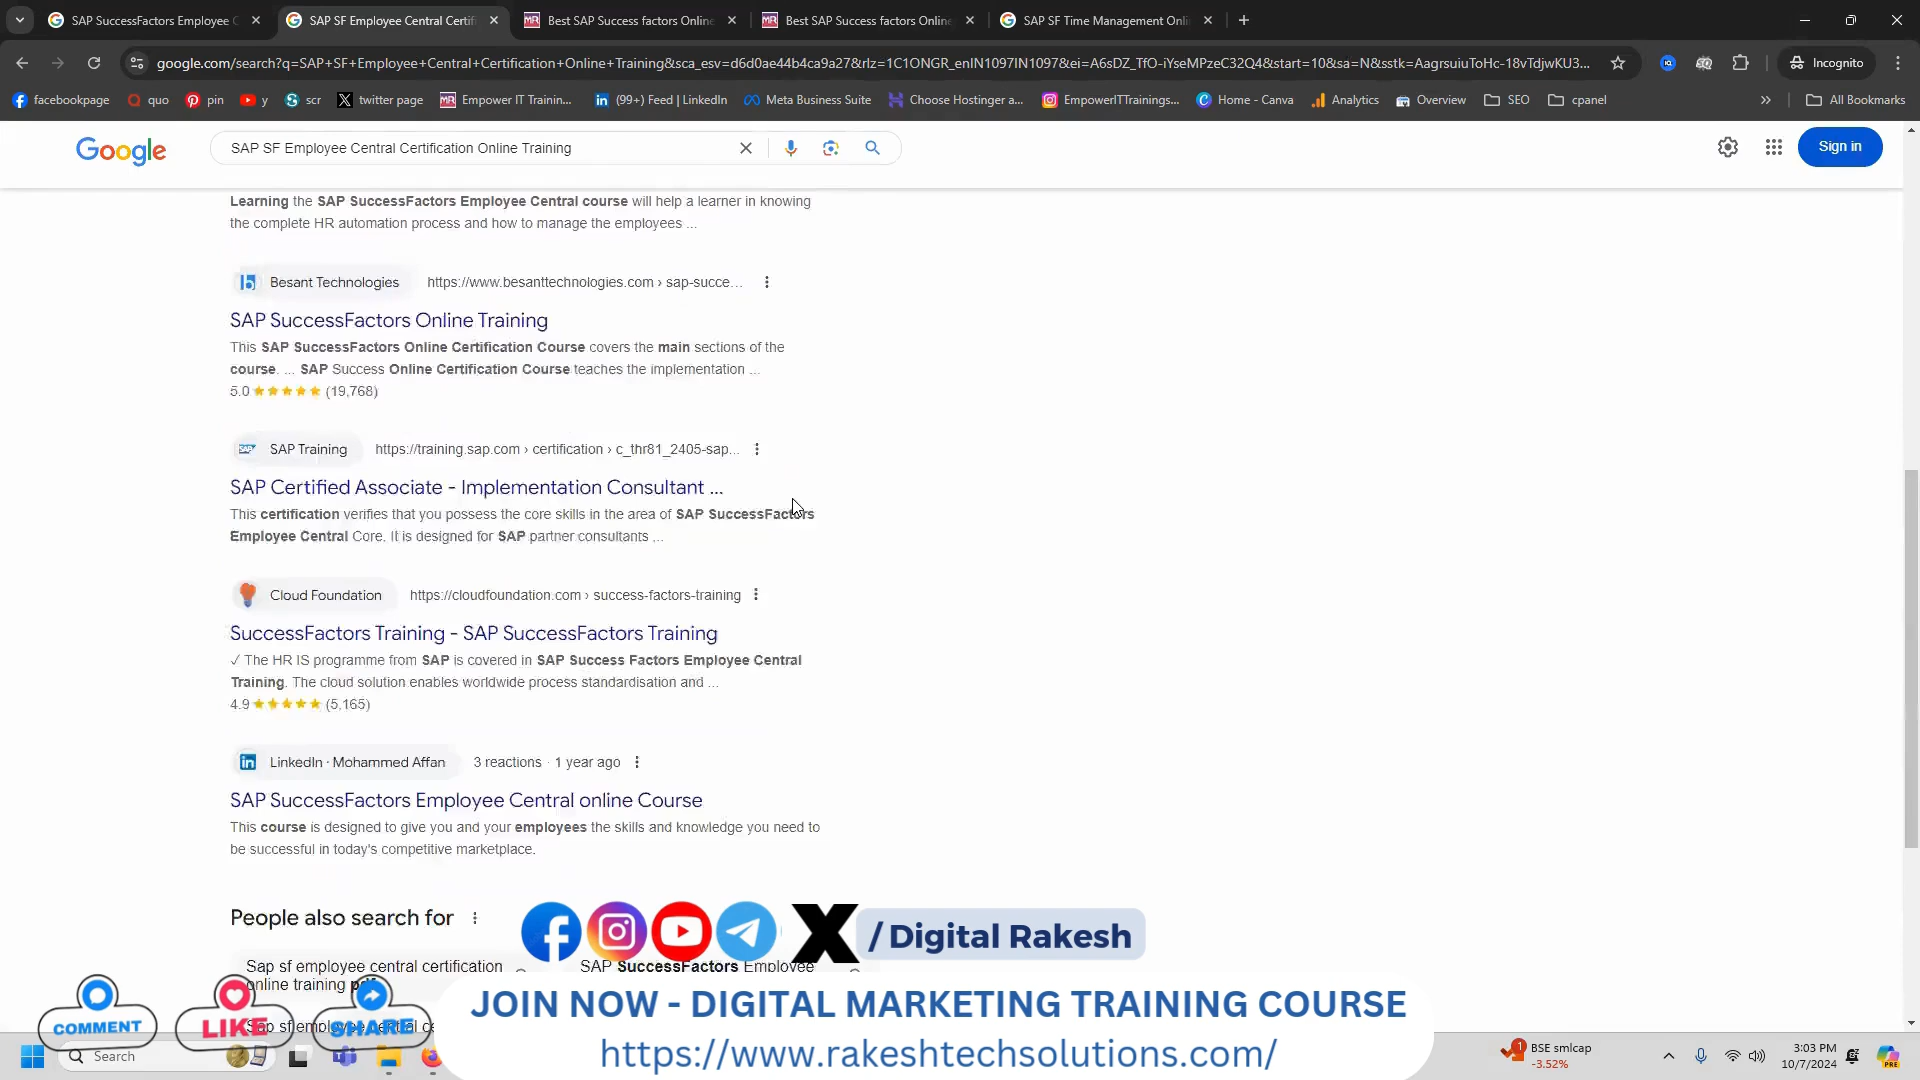 SAP SuccessFactors Employee C
SAP SF Employee Central Certif
Best SAP Success factors Online
Best SAP Success factors Online
SAP SF Time Management Onli
google.com/search?q=SAP+SF+Employee+Central+Certification+Online+Training&sca_esv=d6d0ae44b4ca9a27&rlz=1C1ONGR_enIN1097IN1097&ei=A6sDZ_TfO-iYseMPzeC32Q4&start=10&sa=N&sstk=AagrsuiuToHc-18vTdjwKU3...
Incognito
facebookpage
quo
pin
y
scr
twitter page
Empower IT Trainin...
(99+) Feed | LinkedIn
Meta Business Suite
Choose Hostinger a...
EmpowerITTrainings...
Home - Canva
Analytics
Overview
SEO
cpanel
All Bookmarks
Google
SAP SF Employee Central Certification Online Training
Sign in
Learning the SAP SuccessFactors Employee Central course will help a learner in knowing
the complete HR automation process and how to manage the employees ...
Besant Technologies
https://www.besanttechnologies.com › sap-succe...
SAP SuccessFactors Online Training
This SAP SuccessFactors Online Certification Course covers the main sections of the
course. ... SAP Success Online Certification Course teaches the implementation ...
5.0 (19,768)
SAP Training
https://training.sap.com › certification › c_thr81_2405-sap...
SAP Certified Associate - Implementation Consultant ...
This certification verifies that you possess the core skills in the area of SAP SuccessFactors
Employee Central Core. It is designed for SAP partner consultants ...
Cloud Foundation
https://cloudfoundation.com › success-factors-training
SuccessFactors Training - SAP SuccessFactors Training
✓ The HR IS programme from SAP is covered in SAP Success Factors Employee Central
Training. The cloud solution enables worldwide process standardisation and ...
4.9 (5,165)
LinkedIn · Mohammed Affan
3 reactions · 1 year ago
SAP SuccessFactors Employee Central online Course
This course is designed to give you and your employees the skills and knowledge you need to
be successful in today's competitive marketplace.
People also search for
/ Digital Rakesh
Sap sf employee central certification
online training
SAP SuccessFactors Employee
COMMENT
LIKE
SHARE
JOIN NOW - DIGITAL MARKETING TRAINING COURSE
https://www.rakeshtechsolutions.com/
Search
BSE smlcap
-3.52%
3:03 PM
10/7/2024